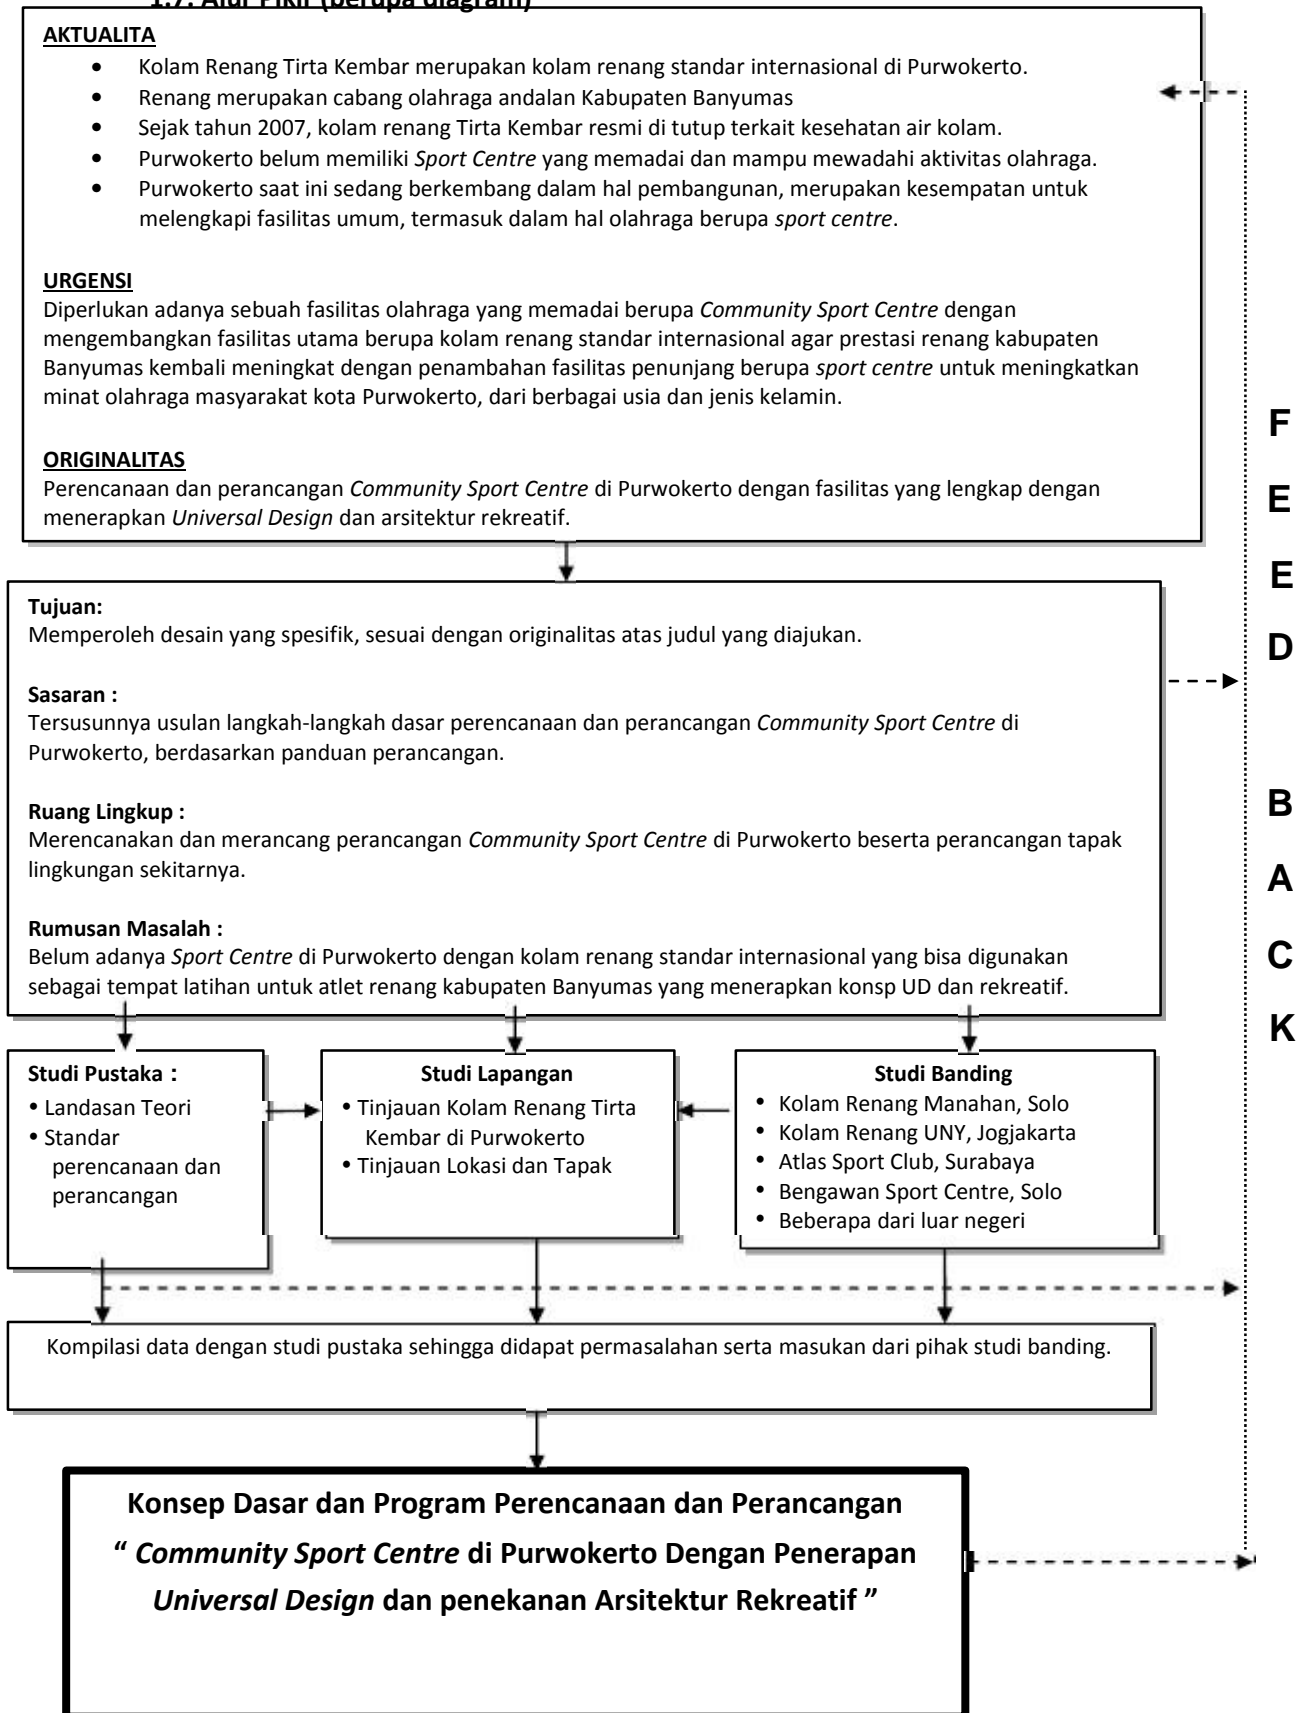 1.7. Alur Pikir (berupa diagram)
AKTUALITA
• Kolam Renang Tirta Kembar merupakan kolam renang standar internasional di Purwokerto.
• Renang merupakan cabang olahraga andalan Kabupaten Banyumas
• Sejak tahun 2007, kolam renang Tirta Kembar resmi di tutup terkait kesehatan air kolam.
• Purwokerto belum memiliki Sport Centre yang memadai dan mampu mewadahi aktivitas olahraga.
• Purwokerto saat ini sedang berkembang dalam hal pembangunan, merupakan kesempatan untuk
melengkapi fasilitas umum, termasuk dalam hal olahraga berupa sport centre.
URGENSI
Diperlukan adanya sebuah fasilitas olahraga yang memadai berupa Community Sport Centre dengan
mengembangkan fasilitas utama berupa kolam renang standar internasional agar prestasi renang kabupaten
Banyumas kembali meningkat dengan penambahan fasilitas penunjang berupa sport centre untuk meningkatkan
minat olahraga masyarakat kota Purwokerto, dari berbagai usia dan jenis kelamin.
ORIGINALITAS
Perencanaan dan perancangan Community Sport Centre di Purwokerto dengan fasilitas yang lengkap dengan
menerapkan Universal Design dan arsitektur rekreatif.
Tujuan:
Memperoleh desain yang spesifik, sesuai dengan originalitas atas judul yang diajukan.
Sasaran :
Tersusunnya usulan langkah-langkah dasar perencanaan dan perancangan Community Sport Centre di
Purwokerto, berdasarkan panduan perancangan.
Ruang Lingkup :
Merencanakan dan merancang perancangan Community Sport Centre di Purwokerto beserta perancangan tapak
lingkungan sekitarnya.
Rumusan Masalah :
Belum adanya Sport Centre di Purwokerto dengan kolam renang standar internasional yang bisa digunakan
sebagai tempat latihan untuk atlet renang kabupaten Banyumas yang menerapkan konsp UD dan rekreatif.
Studi Pustaka :
• Landasan Teori
• Standar
perencanaan dan
perancangan
Studi Lapangan
• Tinjauan Kolam Renang Tirta
Kembar di Purwokerto
• Tinjauan Lokasi dan Tapak
Studi Banding
• Kolam Renang Manahan, Solo
• Kolam Renang UNY, Jogjakarta
• Atlas Sport Club, Surabaya
• Bengawan Sport Centre, Solo
• Beberapa dari luar negeri
Kompilasi data dengan studi pustaka sehingga didapat permasalahan serta masukan dari pihak studi banding.
Konsep Dasar dan Program Perencanaan dan Perancangan
“ Community Sport Centre di Purwokerto Dengan Penerapan
Universal Design dan penekanan Arsitektur Rekreatif ”
F
E
E
D
B
A
C
K